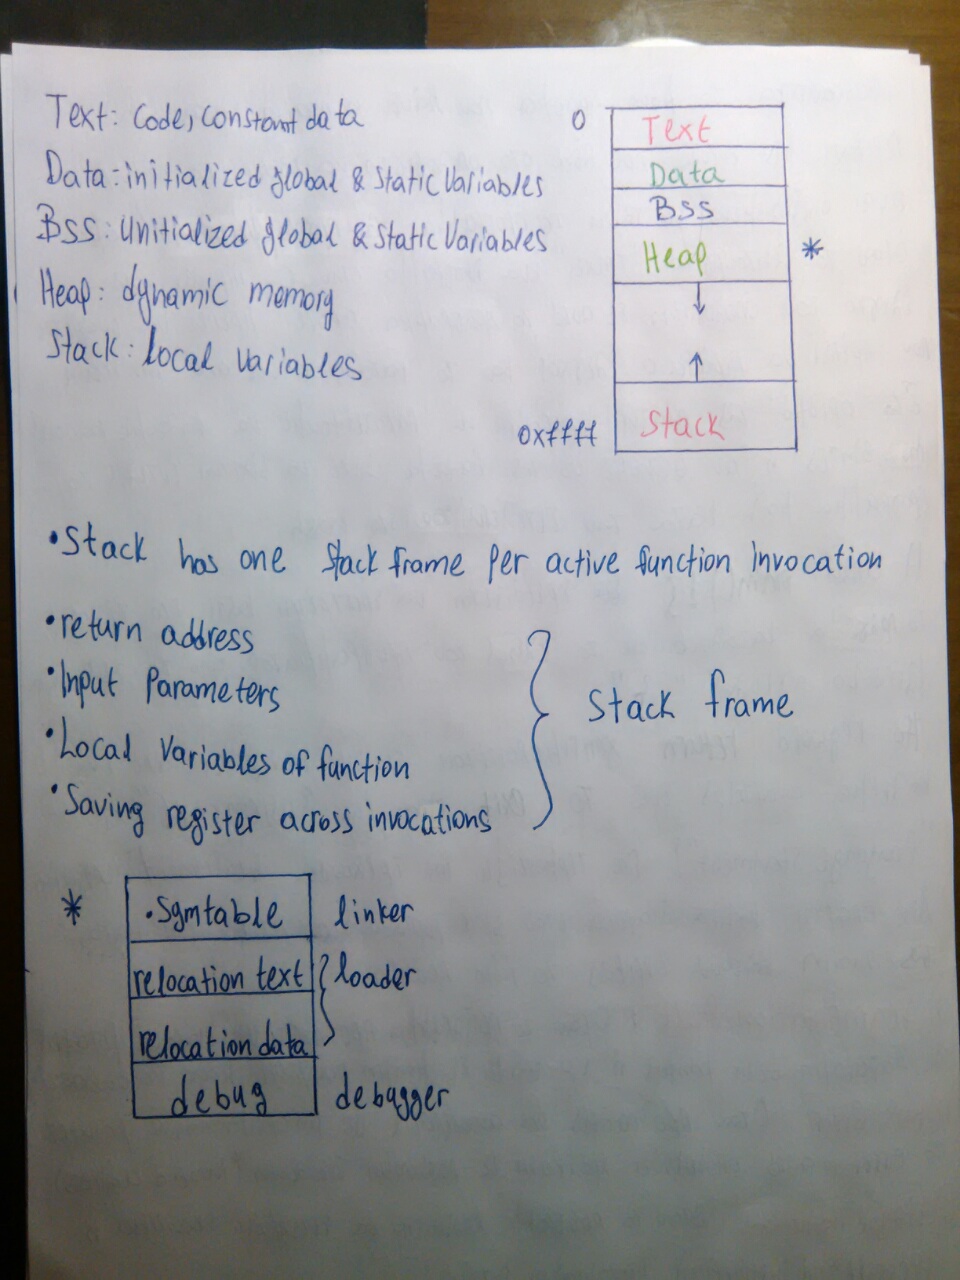 Text: Code, Constant data
Data: initialized global & Static Variables
BSS: Unitialized global & Static Variables
Heap: dynamic memory
Stack: local Variables
0
Text
Data
BSS
Heap
*
Stack
0xffff
• Stack has one stack frame per active function invocation
• return address
• Input Parameters
• Local Variables of function
• Saving register across invocations
Stack frame
*
.Symtable linker
relocation text loader
relocation data
debug debugger